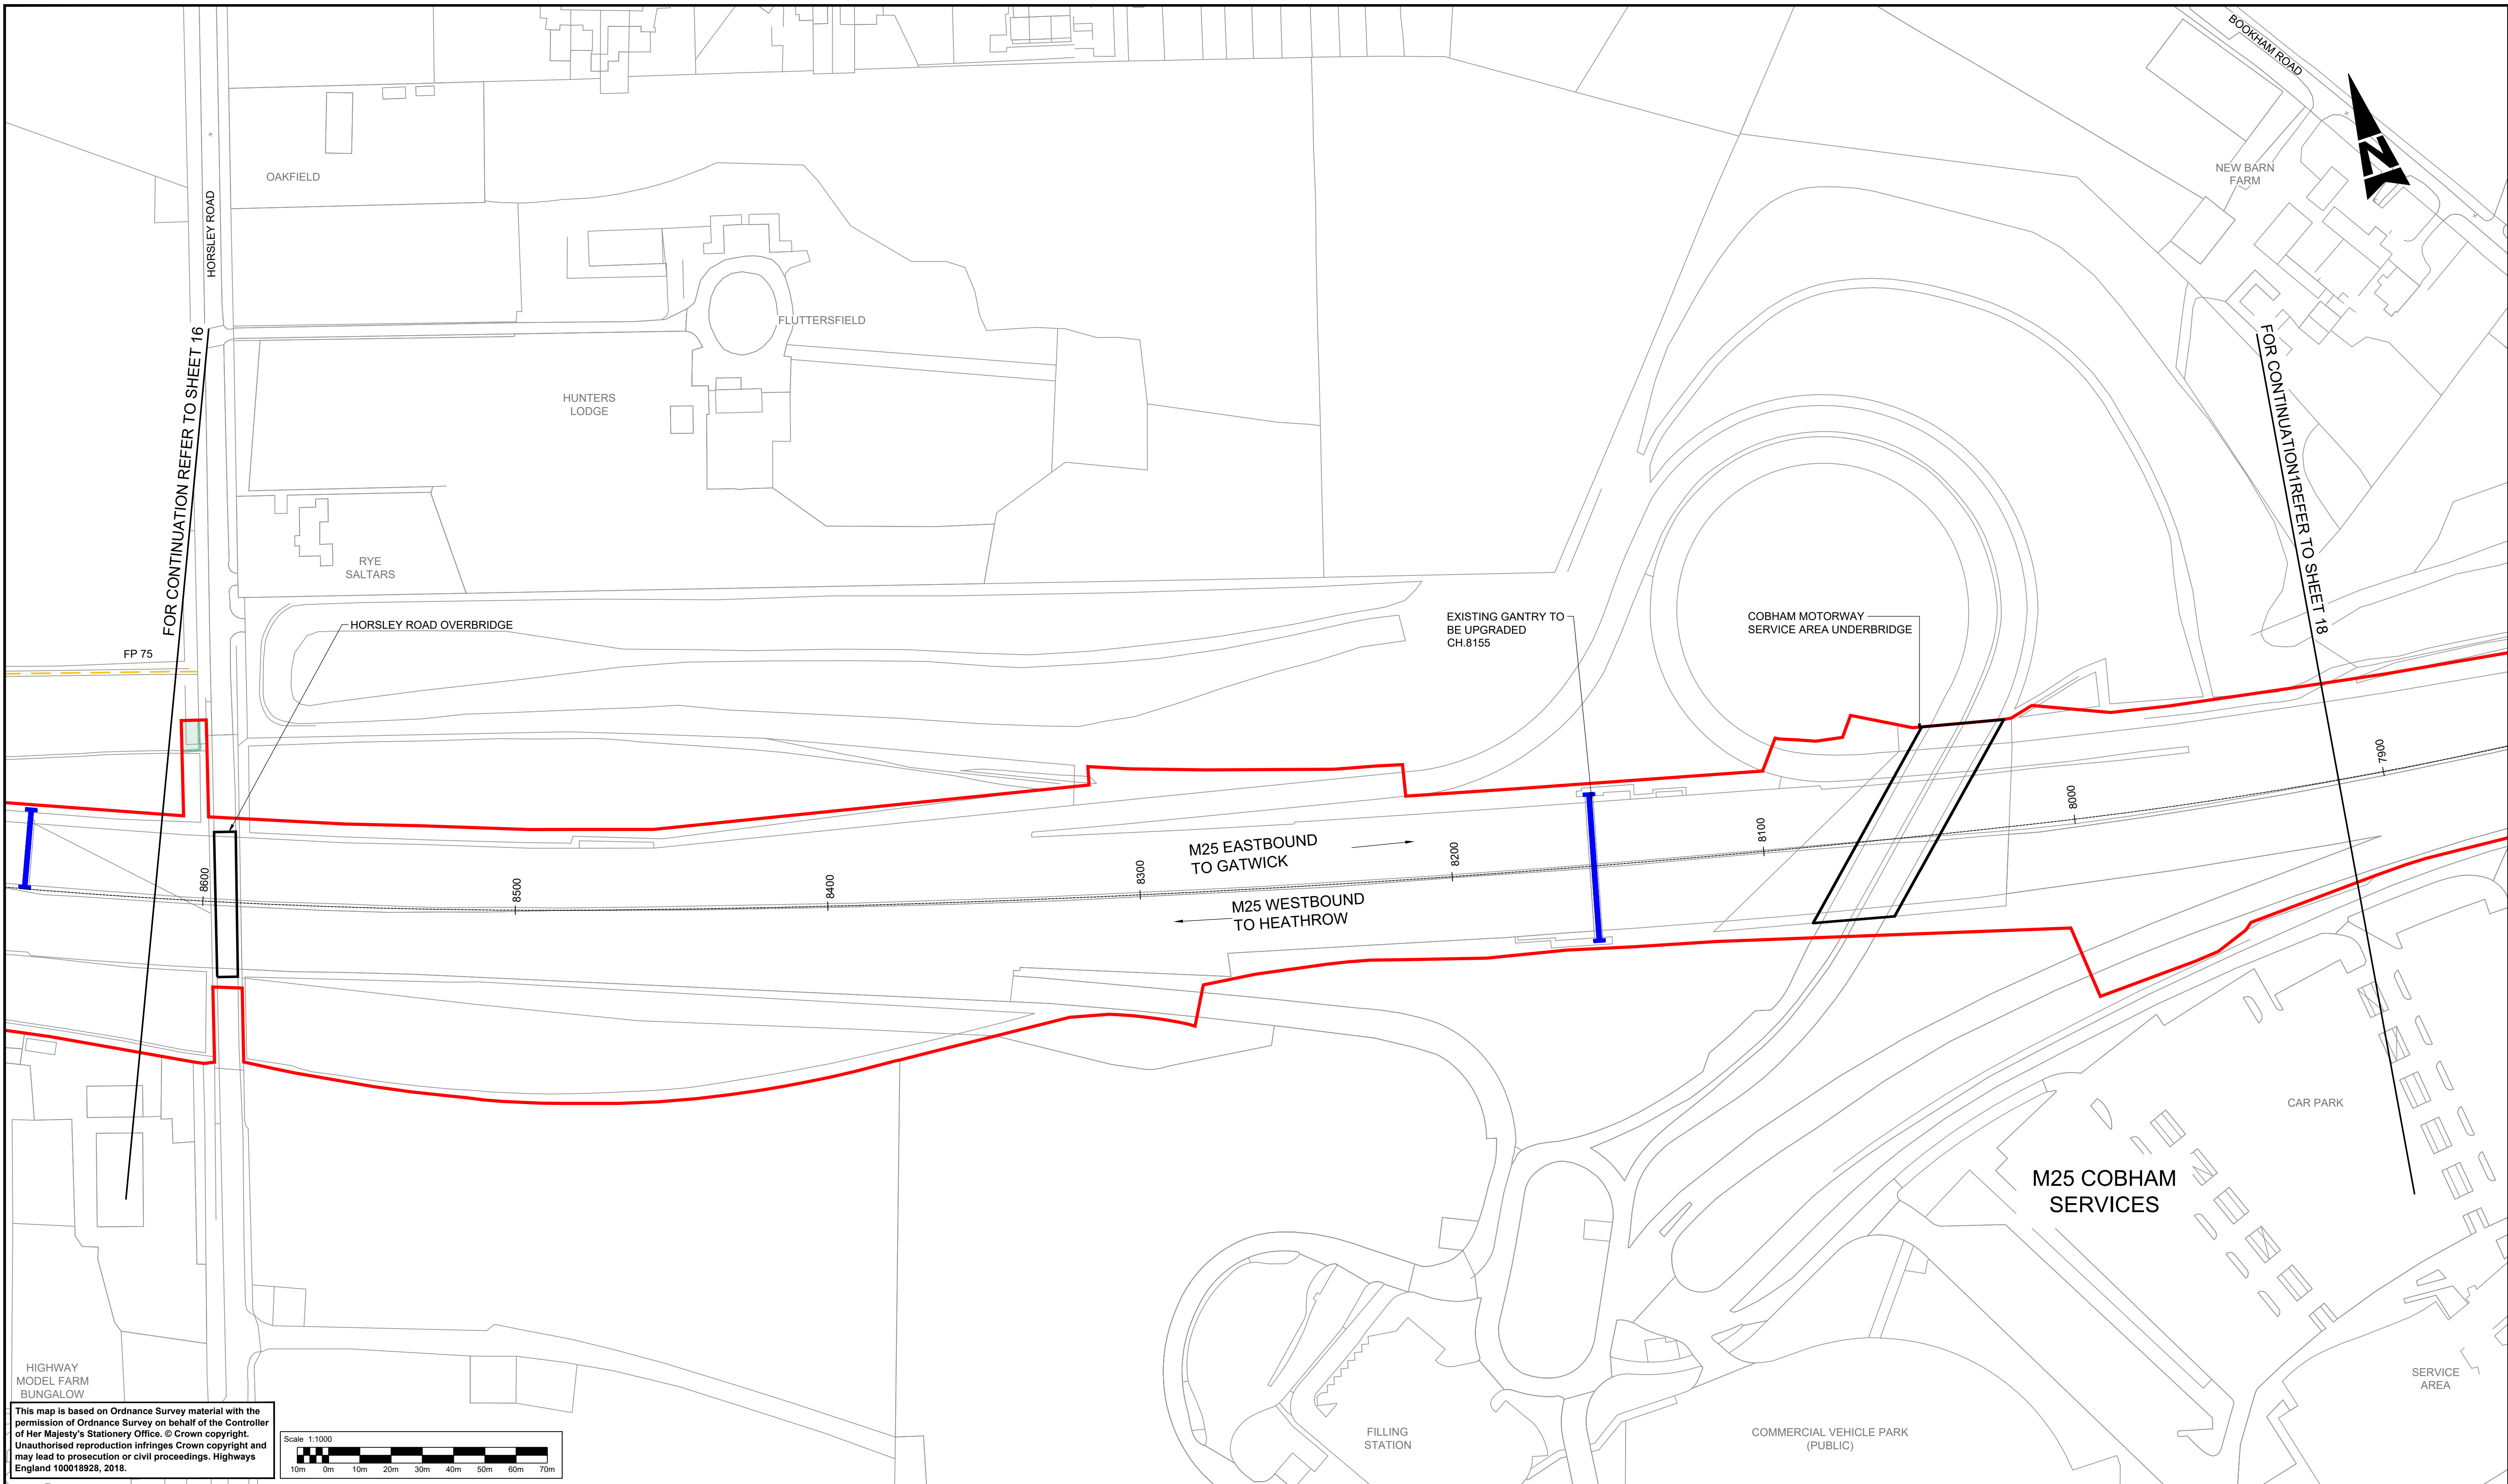 BOOKHAM ROAD
N
NEW BARN
FARM
OAKFIELD
HORSLEY ROAD
FLUTTERSFIELD
FOR CONTINUATION REFER TO SHEET 16
FOR CONTINUATION1REFER TO SHEET 18
HUNTERS
LODGE
RYE
SALTARS
HORSLEY ROAD OVERBRIDGE
EXISTING GANTRY TO
BE UPGRADED
CH.8155
COBHAM MOTORWAY
SERVICE AREA UNDERBRIDGE
FP 75
8600
8500
8400
8300
8200
8100
8000
7900
M25 EASTBOUND
TO GATWICK
M25 WESTBOUND
TO HEATHROW
CAR PARK
M25 COBHAM
SERVICES
HIGHWAY
MODEL FARM
BUNGALOW
SERVICE
AREA
FILLING
STATION
COMMERCIAL VEHICLE PARK
(PUBLIC)
This map is based on Ordnance Survey material with the
permission of Ordnance Survey on behalf of the Controller
of Her Majesty's Stationery Office. © Crown copyright.
Unauthorised reproduction infringes Crown copyright and
may lead to prosecution or civil proceedings. Highways
England 100018928, 2018.
Scale 1:1000
10m 0m 10m 20m 30m 40m 50m 60m 70m